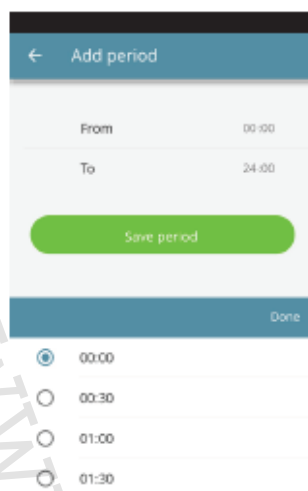 ← Add period
From 00:00
To 24:00
Save period
Done
00:00
00:30
01:00
01:30